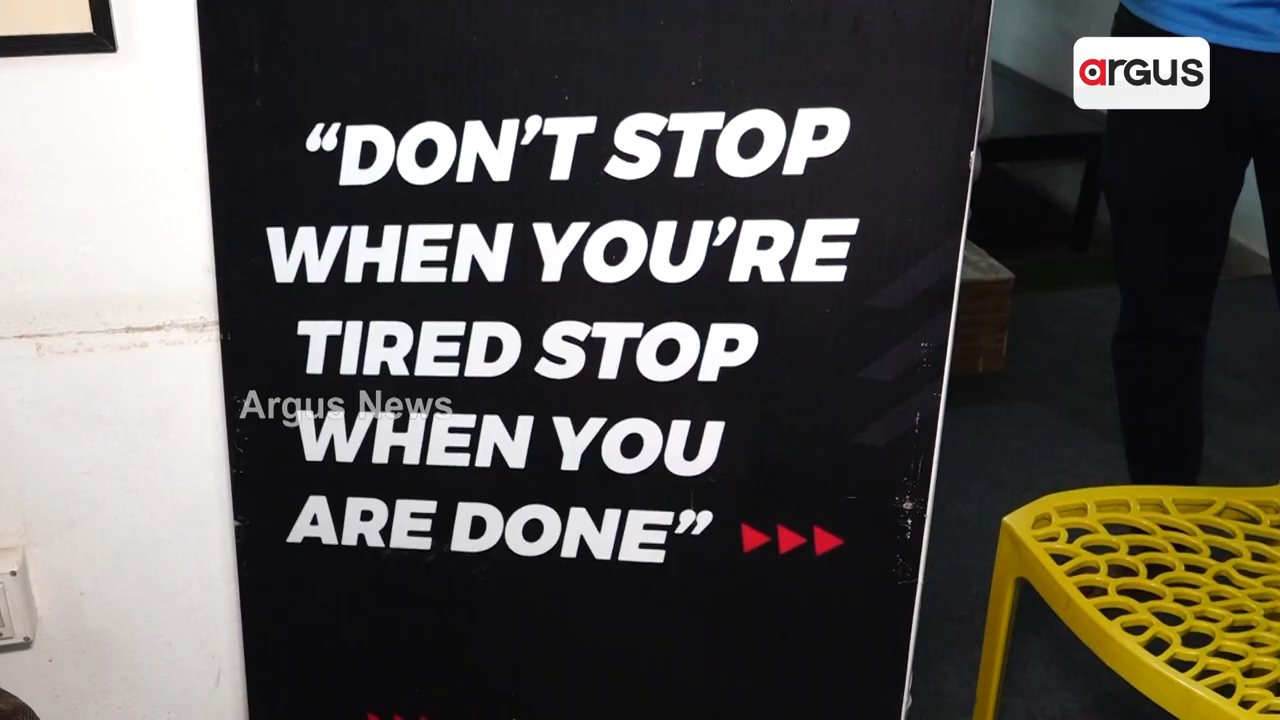 argus
“DON’T STOP
WHEN YOU’RE
TIRED STOP
Argus News
WHEN YOU
ARE DONE”